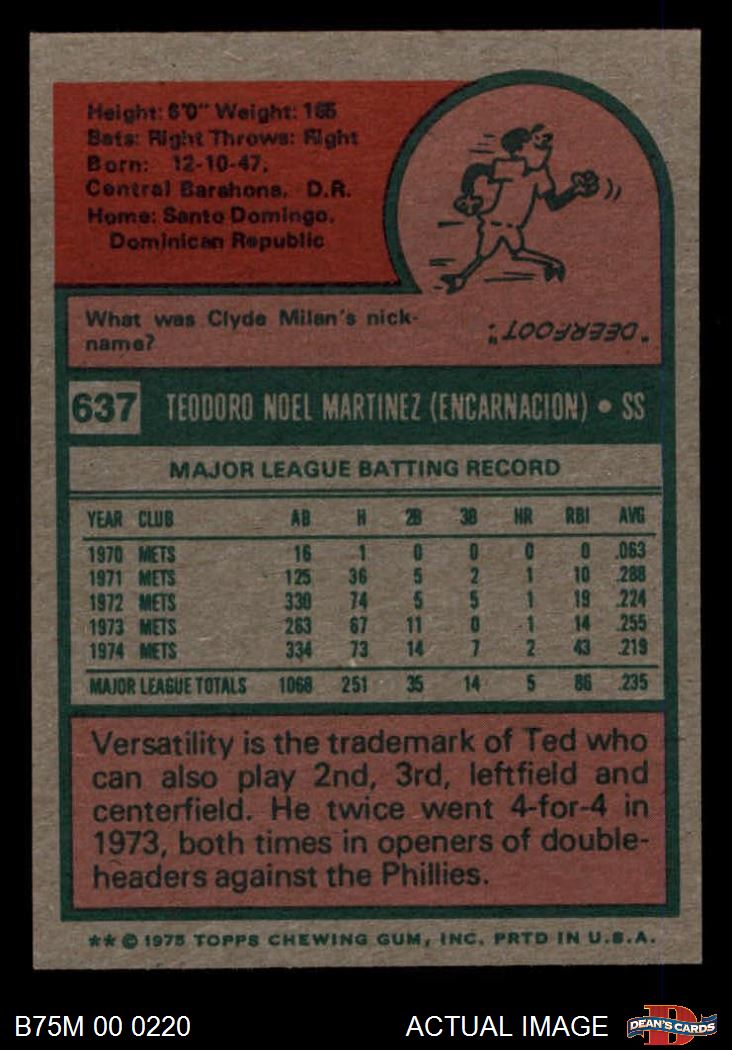 Height: 6'0" Weight: 165
Bats: Right Throws: Right
Born: 12-10-47,
Central Barahona, D.R.
Home: Santo Domingo,
Dominican Republic
What was Clyde Milan's nick-
name?
"DEERFOOT".
637 TEODORO NOEL MARTINEZ (ENCARNACION) • SS
MAJOR LEAGUE BATTING RECORD
YEAR CLUB AB H 2B 3B HR RBI AVG
1970 METS 16 1 0 0 0 0 .063
1971 METS 125 36 5 2 1 10 .288
1972 METS 330 74 5 5 1 19 .224
1973 METS 263 67 11 0 1 14 .255
1974 METS 334 73 14 7 2 43 .219
MAJOR LEAGUE TOTALS 1068 251 35 14 5 86 .235
Versatility is the trademark of Ted who
can also play 2nd, 3rd, leftfield and
centerfield. He twice went 4-for-4 in
1973, both times in openers of double-
headers against the Phillies.
** © 1975 TOPPS CHEWING GUM, INC. PRTD IN U.S.A.
B75M 00 0220 ACTUAL IMAGE DEAN'S CARDS